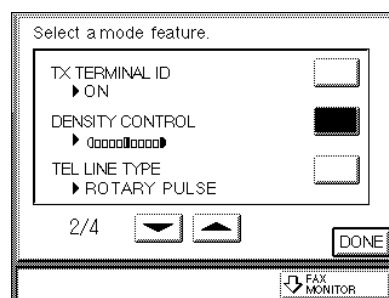 Select a mode feature.
TX TERMINAL ID
ON
DENSITY CONTROL
TEL LINE TYPE
ROTARY PULSE
2/4
DONE
FAX
MONITOR